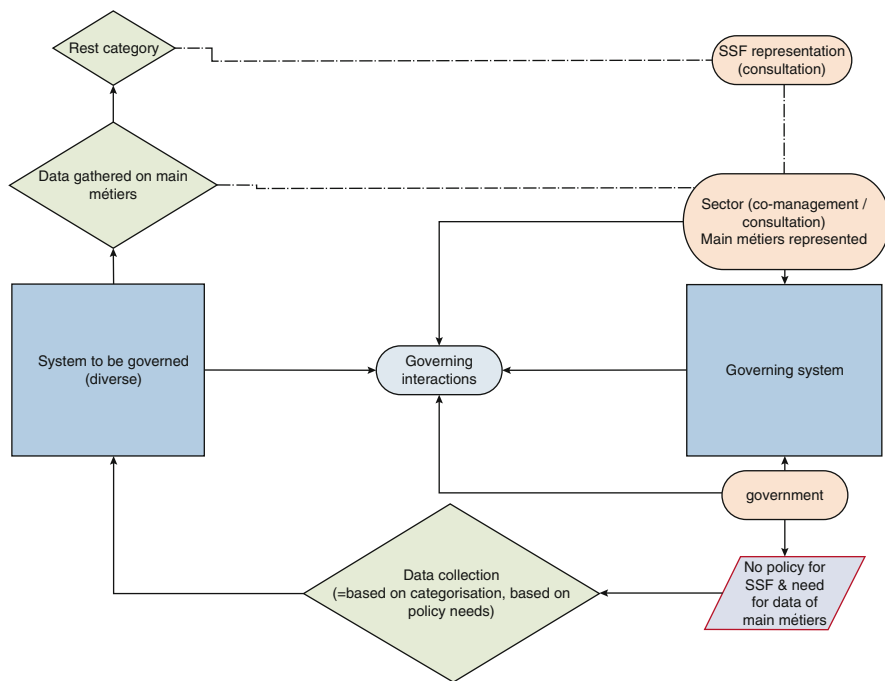 Rest category
SSF representation
(consultation)
Data gathered on main
métiers
Sector (co-management /
consultation)
Main métiers represented
System to be governed
(diverse)
Governing
interactions
Governing system
government
Data collection
(=based on categorisation, based on
policy needs)
No policy for
SSF & need
for data of
main métiers